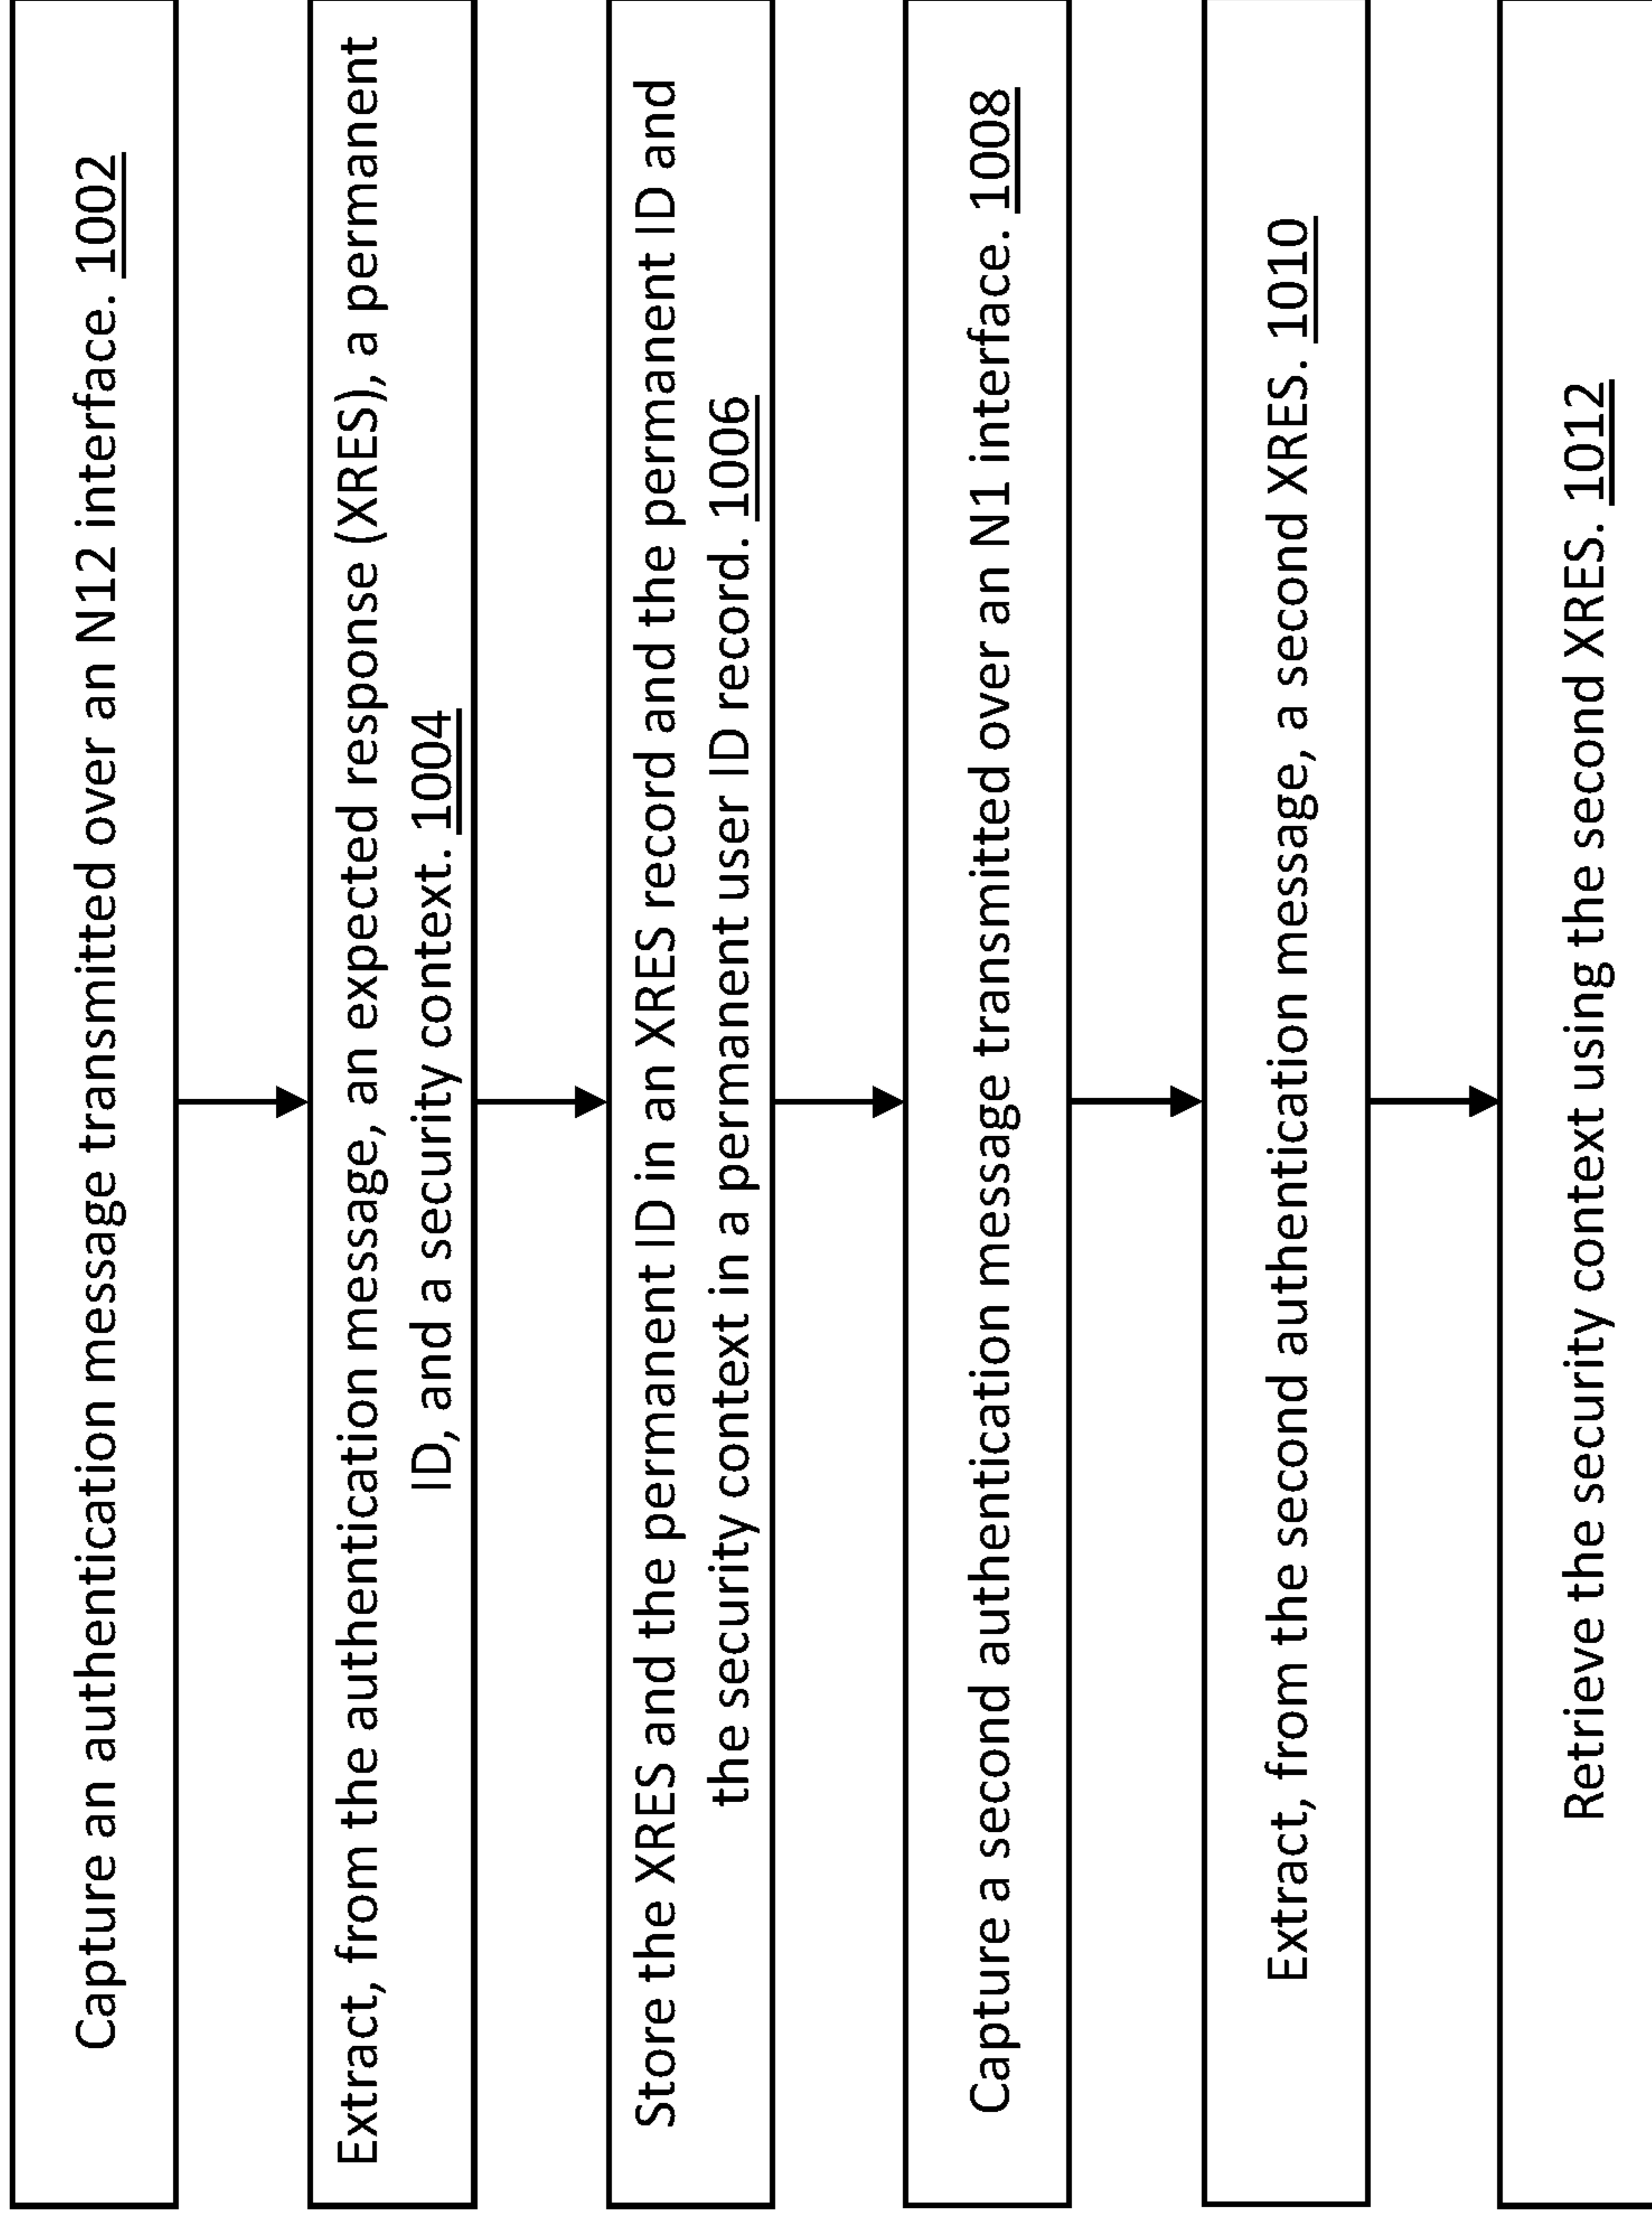 Capture an authentication message transmitted over an N12 interface. 1002
Extract, from the authentication message, an expected response (XRES), a permanent
ID, and a security context. 1004
Store the XRES and the permanent ID in an XRES record and the permanent ID and
the security context in a permanent user ID record. 1006
Capture a second authentication message transmitted over an N1 interface. 1008
Extract, from the second authentication message, a second XRES. 1010
Retrieve the security context using the second XRES. 1012